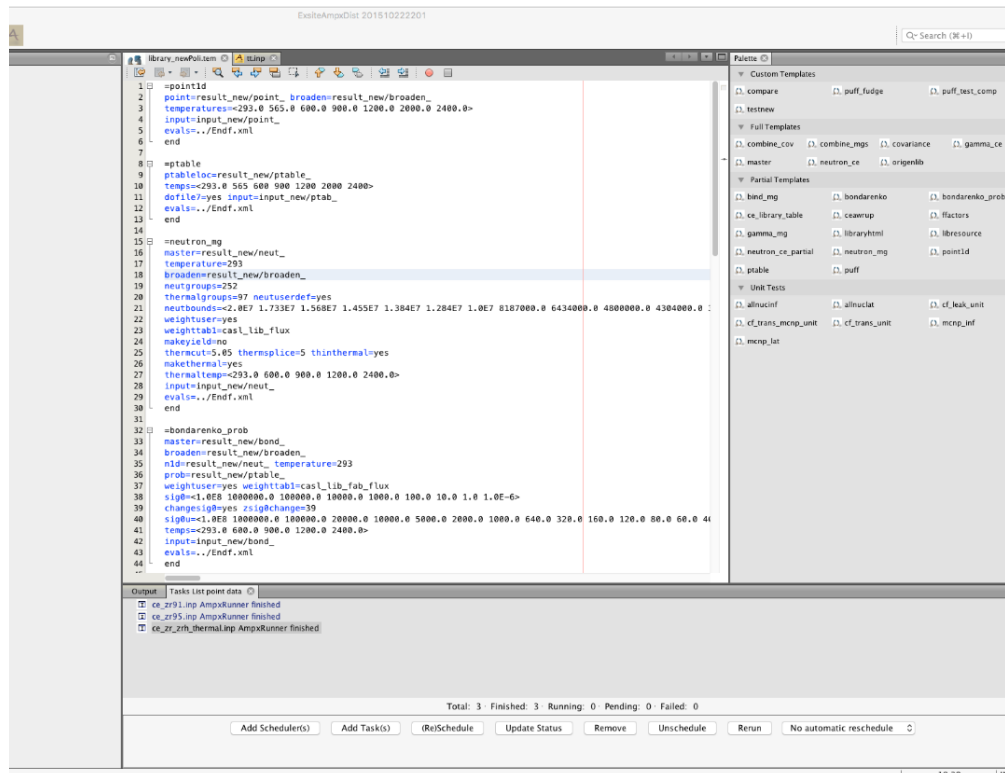 ExsiteAmpxDist 201510222201
Search (⌘+I)
library_newPoli.tem tt.inp
Palette
1 =point1d
2 point=result_new/point_ broaden=result_new/broaden_
3 temperatures=<293.0 565.0 600.0 900.0 1200.0 2000.0 2400.0>
4 input=input_new/point_
5 evals=../Endf.xml
6 end
7
8 =ptable
9 ptableloc=result_new/ptable_
10 temps=<293.0 565 600 900 1200 2000 2400>
11 dofile7=yes input=input_new/ptab_
12 evals=../Endf.xml
13 end
14
15 =neutron_mg
16 master=result_new/neut_
17 temperature=293
18 broaden=result_new/broaden_
19 neutgroups=252
20 thermalgroups=97 neutuserdef=yes
21 neutbounds=<2.0E7 1.733E7 1.568E7 1.455E7 1.384E7 1.284E7 1.0E7 8187000.0 6434000.0 4800000.0 4304000.0
22 weightuser=yes
23 weighttab1=casl_lib_flux
24 makeyield=no
25 thermcut=5.05 thermsplice=5 thinthermal=yes
26 makethermal=yes
27 thermaltemp=<293.0 600.0 900.0 1200.0 2400.0>
28 input=input_new/neut_
29 evals=../Endf.xml
30 end
31
32 =bondarenko_prob
33 master=result_new/bond_
34 broaden=result_new/broaden_
35 n1d=result_new/neut_ temperature=293
36 prob=result_new/ptable_
37 weightuser=yes weighttab1=casl_lib_fab_flux
38 sig0=<1.0E8 1000000.0 100000.0 10000.0 1000.0 100.0 10.0 1.0 1.0E-6>
39 changesig0=yes zsig0change=39
40 sig0u=<1.0E8 1000000.0 100000.0 20000.0 10000.0 5000.0 2000.0 1000.0 640.0 320.0 160.0 120.0 80.0 60.0
41 temps=<293.0 600.0 900.0 1200.0 2400.0>
42 input=input_new/bond_
43 evals=../Endf.xml
44 end
Custom Templates
compare puff_fudge puff_test_comp
testnew
Full Templates
combine_cov combine_mgs covariance gamma_ce
master neutron_ce origenlib
Partial Templates
bind_mg bondarenko bondarenko_prob
ce_library_table ceawrup ffactors
gamma_mg libraryhtml libresource
neutron_ce_partial neutron_mg point1d
ptable puff
Unit Tests
allnucinf allnuclat cf_leak_unit
cf_trans_mcnp_unit cf_trans_unit mcnp_inf
mcnp_lat
Output Tasks List point data
ce_zr91.inp AmpxRunner finished
ce_zr95.inp AmpxRunner finished
ce_zr_zrh_thermal.inp AmpxRunner finished
Total: 3 · Finished: 3 · Running: 0 · Pending: 0 · Failed: 0
Add Scheduler(s) Add Task(s) (Re)Schedule Update Status Remove Unschedule Rerun No automatic reschedule